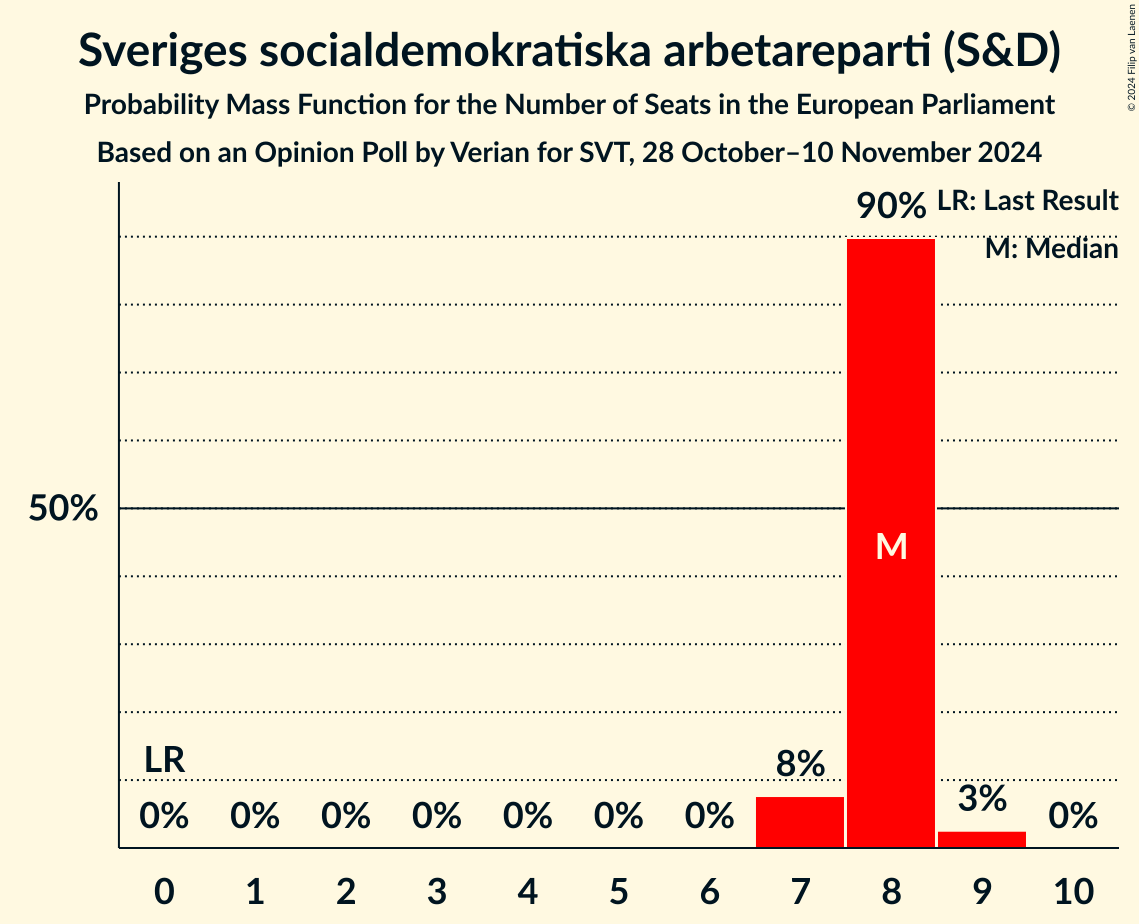 Sveriges socialdemokratiska arbetareparti (S&D)
Probability Mass Function for the Number of Seats in the European Parliament
Based on an Opinion Poll by Verian for SVT, 28 October–10 November 2024
© 2024 Filip van Laenen
90%
LR: Last Result
M: Median
50%
M
LR
8%
3%
0% 0% 0% 0% 0% 0% 0% 0%
0 1 2 3 4 5 6 7 8 9 10